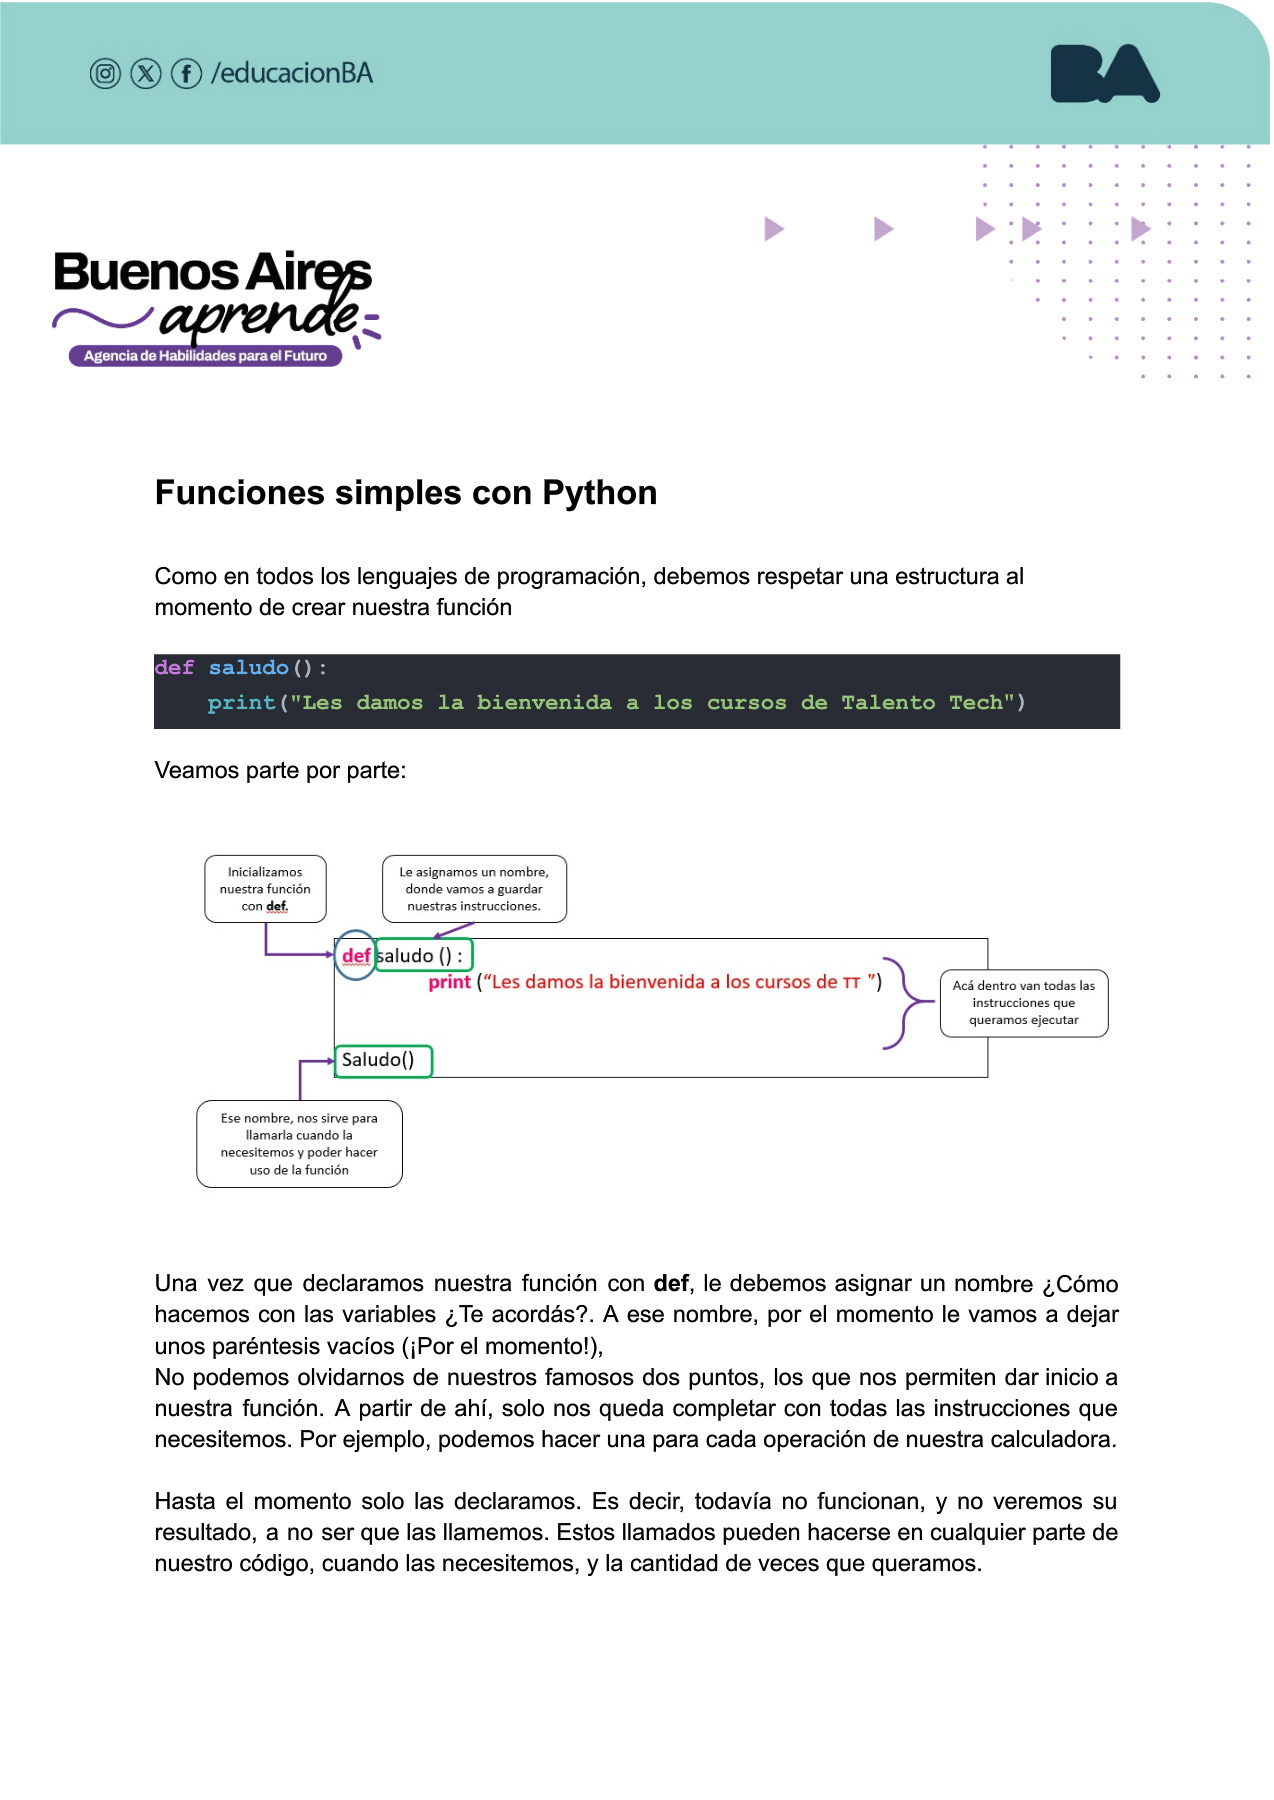 /educacionBA
BA
Buenos Aires
aprende
Agencia de Habilidades para el Futuro
Funciones simples con Python
Como en todos los lenguajes de programación, debemos respetar una estructura al
momento de crear nuestra función
def saludo():
    print("Les damos la bienvenida a los cursos de Talento Tech")
Veamos parte por parte:
Inicializamos
nuestra función
con def.
Le asignamos un nombre,
donde vamos a guardar
nuestras instrucciones.
def saludo () :
print (“Les damos la bienvenida a los cursos de TT ”)
Acá dentro van todas las
instrucciones que
queramos ejecutar
Saludo()
Ese nombre, nos sirve para
llamarla cuando la
necesitemos y poder hacer
uso de la función
Una vez que declaramos nuestra función con def, le debemos asignar un nombre ¿Cómo
hacemos con las variables ¿Te acordás?. A ese nombre, por el momento le vamos a dejar
unos paréntesis vacíos (¡Por el momento!),
No podemos olvidarnos de nuestros famosos dos puntos, los que nos permiten dar inicio a
nuestra función. A partir de ahí, solo nos queda completar con todas las instrucciones que
necesitemos. Por ejemplo, podemos hacer una para cada operación de nuestra calculadora.
Hasta el momento solo las declaramos. Es decir, todavía no funcionan, y no veremos su
resultado, a no ser que las llamemos. Estos llamados pueden hacerse en cualquier parte de
nuestro código, cuando las necesitemos, y la cantidad de veces que queramos.